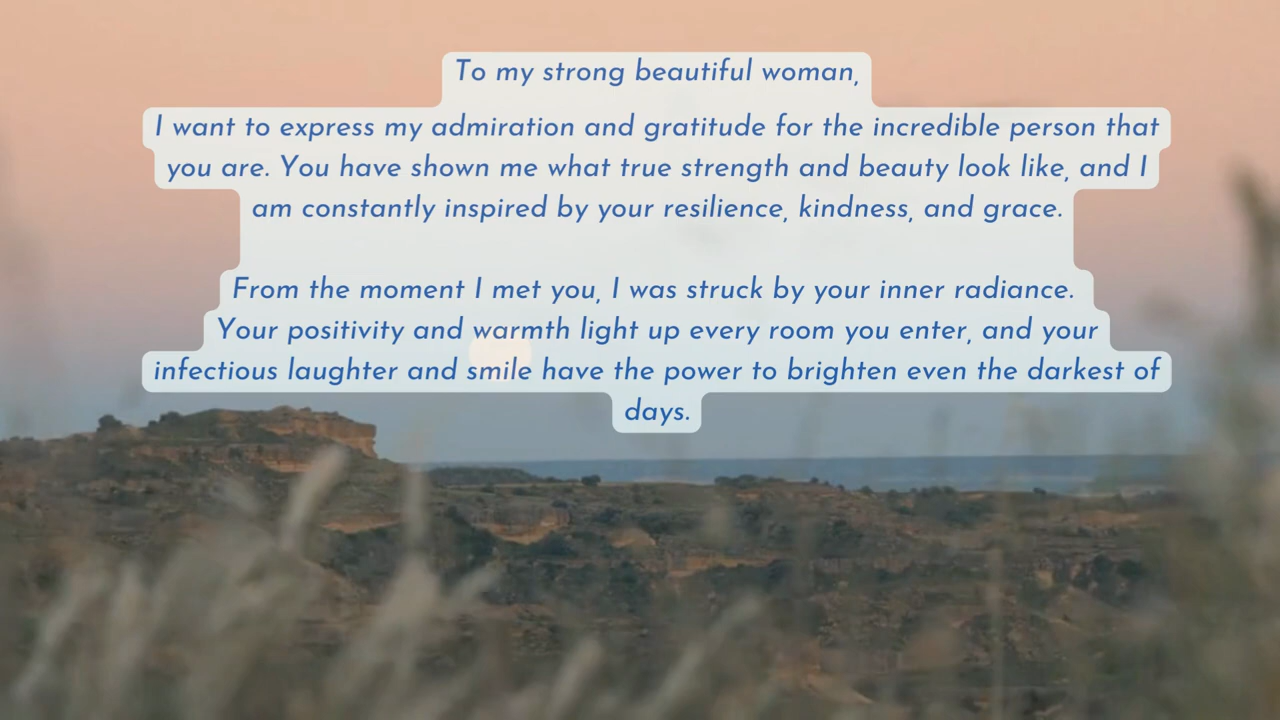 To my strong beautiful woman,
I want to express my admiration and gratitude for the incredible person that
you are. You have shown me what true strength and beauty look like, and I
am constantly inspired by your resilience, kindness, and grace.
From the moment I met you, I was struck by your inner radiance.
Your positivity and warmth light up every room you enter, and your
infectious laughter and smile have the power to brighten even the darkest of
days.